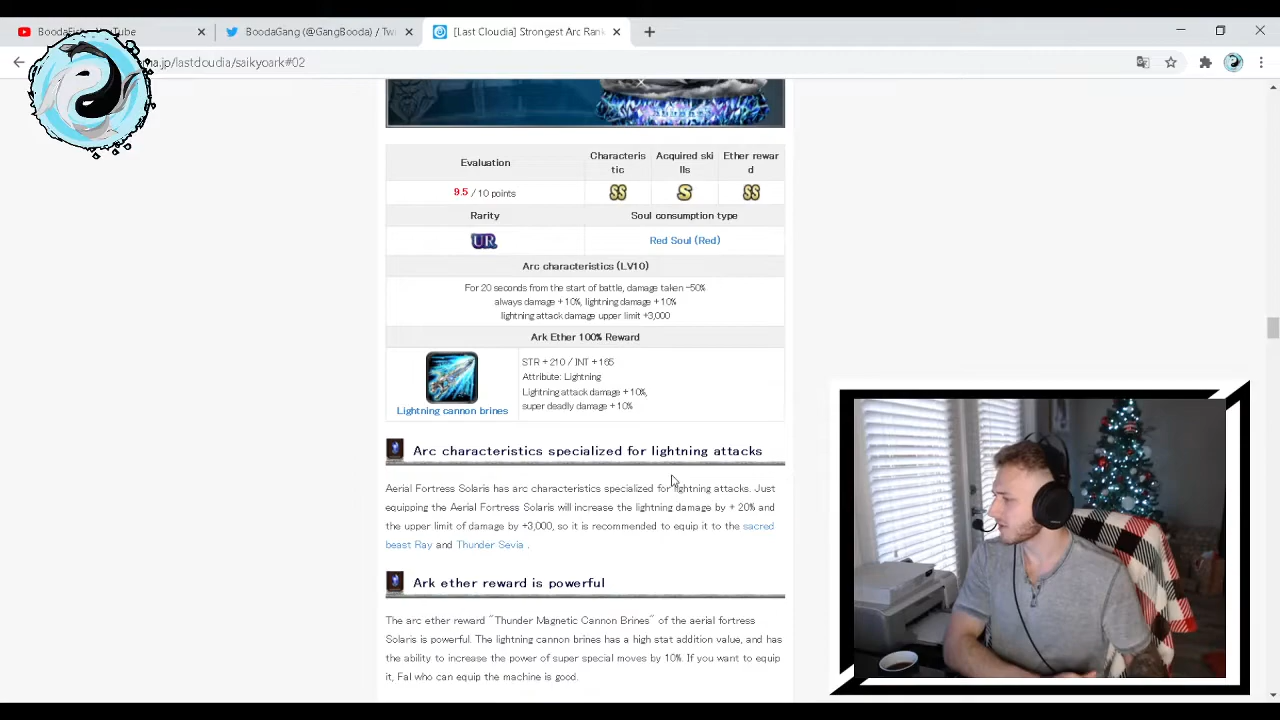 BoodaGang (@GangBooda) / Twi
[Last Cloudia] Strongest Arc Rank
ma.jp/lastcloudia/saikyoark#02
Evaluation
Characteris
tic
Acquired ski
lls
Ether rewar
d
9.5 / 10 points
SS
S
SS
Rarity
Soul consumption type
UR
Red Soul (Red)
Arc characteristics (LV10)
For 20 seconds from the start of battle, damage taken -50%
always damage + 10%, lightning damage + 10%
lightning attack damage upper limit +3,000
Ark Ether 100% Reward
STR + 210 / INT + 165
Attribute: Lightning
Lightning attack damage + 10%,
super deadly damage + 10%
Lightning cannon brines
Arc characteristics specialized for lightning attacks
Aerial Fortress Solaris has arc characteristics specialized for lightning attacks. Just
equipping the Aerial Fortress Solaris will increase the lightning damage by + 20% and
the upper limit of damage by +3,000, so it is recommended to equip it to the sacred
beast Ray and Thunder Sevia .
Ark ether reward is powerful
The arc ether reward "Thunder Magnetic Cannon Brines" of the aerial fortress
Solaris is powerful. The lightning cannon brines has a high stat addition value, and has
the ability to increase the power of super special moves by 10%. If you want to equip
it, Fal who can equip the machine is good.